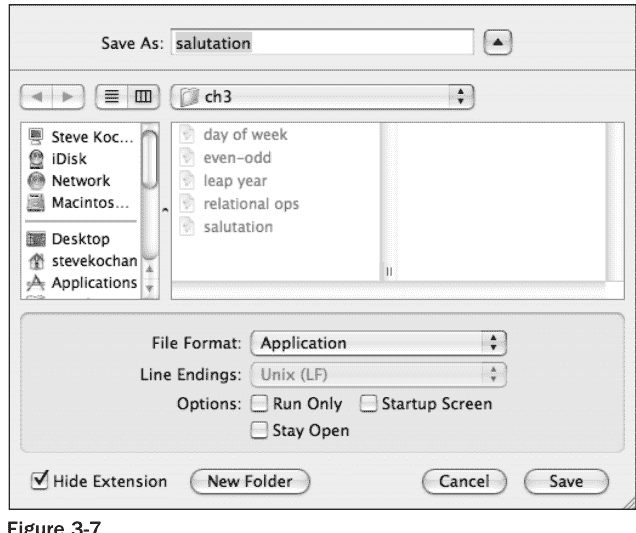 Save As: salutation
ch3
Steve Koc...
iDisk
Network
Macintos...
Desktop
stevekochan
Applications
day of week
even-odd
leap year
relational ops
salutation
File Format: Application
Line Endings: Unix (LF)
Options: Run Only Startup Screen
Stay Open
Hide Extension New Folder Cancel Save
Figure 3-7